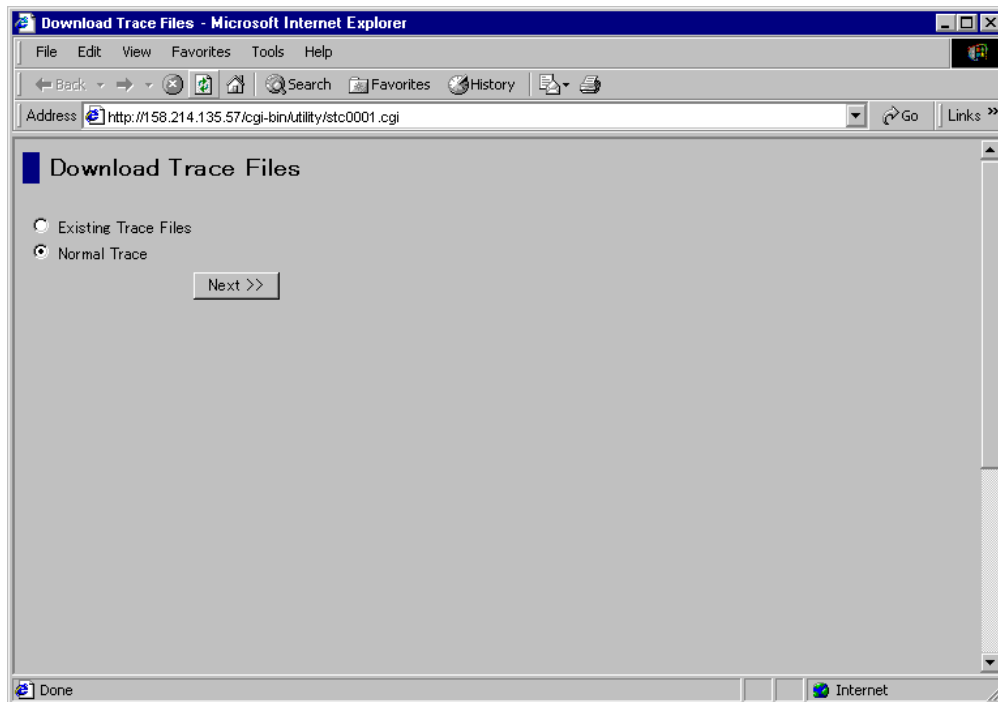 Download Trace Files - Microsoft Internet Explorer
File Edit View Favorites Tools Help
Back Search Favorites History
Address http://158.214.135.57/cgi-bin/utility/stc0001.cgi Go Links »
Download Trace Files
Existing Trace Files
Normal Trace
Next >>
Done Internet